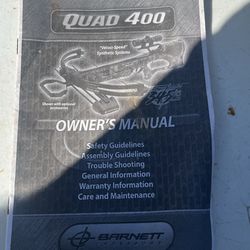 QUAD 400
"Veloci-Speed"
Synthetic Systems
Shown with optional
accessories
OWNER'S MANUAL
Safety Guidelines
Assembly Guidelines
Trouble Shooting
General Information
Warranty Information
Care and Maintenance
BARNETT